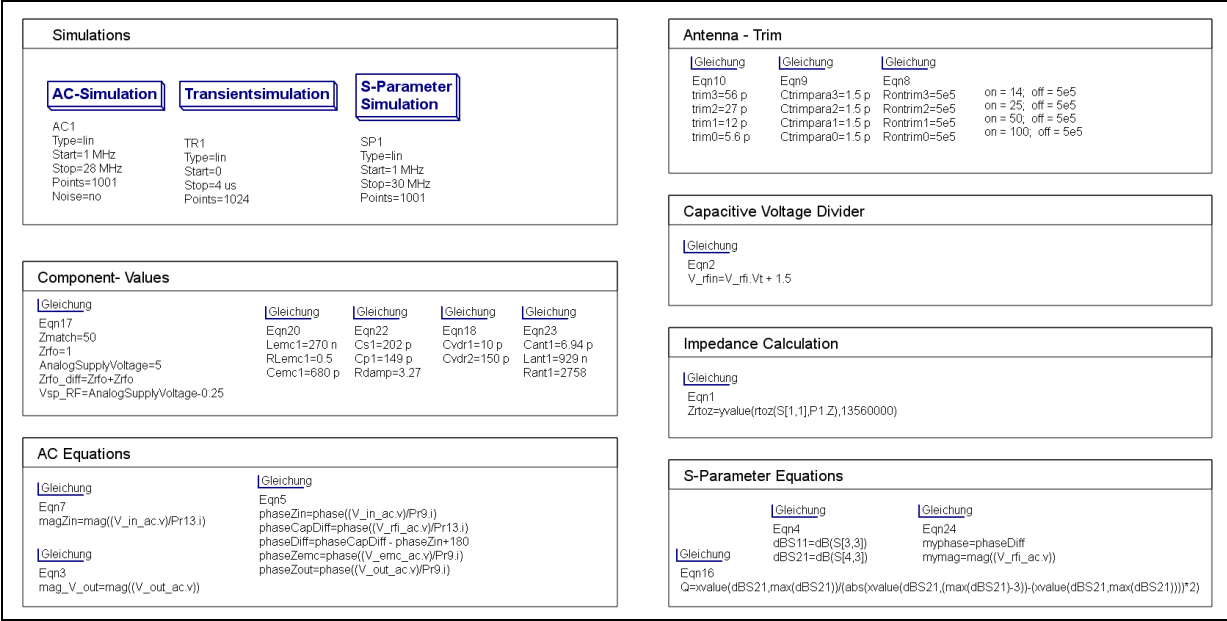 Simulations
AC-Simulation
Transientsimulation
S-Parameter
Simulation
AC1
Type=lin
Start=1 MHz
Stop=28 MHz
Points=1001
Noise=no
TR1
Type=lin
Start=0
Stop=4 us
Points=1024
SP1
Type=lin
Start=1 MHz
Stop=30 MHz
Points=1001
Component- Values
Gleichung
Eqn17
Zmatch=50
Zrfo=1
AnalogSupplyVoltage=5
Zrfo_diff=Zrfo+Zrfo
Vsp_RF=AnalogSupplyVoltage-0.25
Gleichung
Eqn20
Lemc1=270 n
RLemc1=0.5
Cemc1=680 p
Gleichung
Eqn22
Cs1=202 p
Cp1=149 p
Rdamp=3.27
Gleichung
Eqn18
Cvdr1=10 p
Cvdr2=150 p
Gleichung
Eqn23
Cant1=6.94 p
Lant1=929 n
Rant1=2758
AC Equations
Gleichung
Eqn7
magZin=mag((V_in_ac.v)/Pr13.i)
Gleichung
Eqn3
mag_V_out=mag((V_out_ac.v))
Gleichung
Eqn5
phaseZin=phase((V_in_ac.v)/Pr9.i)
phaseCapDiff=phase((V_rfi_ac.v)/Pr13.i)
phaseDiff=phaseCapDiff - phaseZin+180
phaseZemc=phase((V_emc_ac.v)/Pr9.i)
phaseZout=phase((V_out_ac.v)/Pr9.i)
Antenna - Trim
Gleichung
Eqn10
trim3=56 p
trim2=27 p
trim1=12 p
trim0=5.6 p
Gleichung
Eqn9
Ctrimpara3=1.5 p
Ctrimpara2=1.5 p
Ctrimpara1=1.5 p
Ctrimpara0=1.5 p
Gleichung
Eqn8
Rontrim3=5e5
Rontrim2=5e5
Rontrim1=5e5
Rontrim0=5e5
on = 14; off = 5e5
on = 25; off = 5e5
on = 50; off = 5e5
on = 100; off = 5e5
Capacitive Voltage Divider
Gleichung
Eqn2
V_rfin=V_rfi.Vt + 1.5
Impedance Calculation
Gleichung
Eqn1
Zrtoz=yvalue(rtoz(S[1,1],P1.Z),13560000)
S-Parameter Equations
Gleichung
Eqn4
dBS11=dB(S[3,3])
dBS21=dB(S[4,3])
Gleichung
Eqn24
myphase=phaseDiff
mymag=mag((V_rfi_ac.v))
Gleichung
Eqn16
Q=xvalue(dBS21,max(dBS21))/(abs(xvalue(dBS21,(max(dBS21)-3))-(xvalue(dBS21,max(dBS21))))*2)